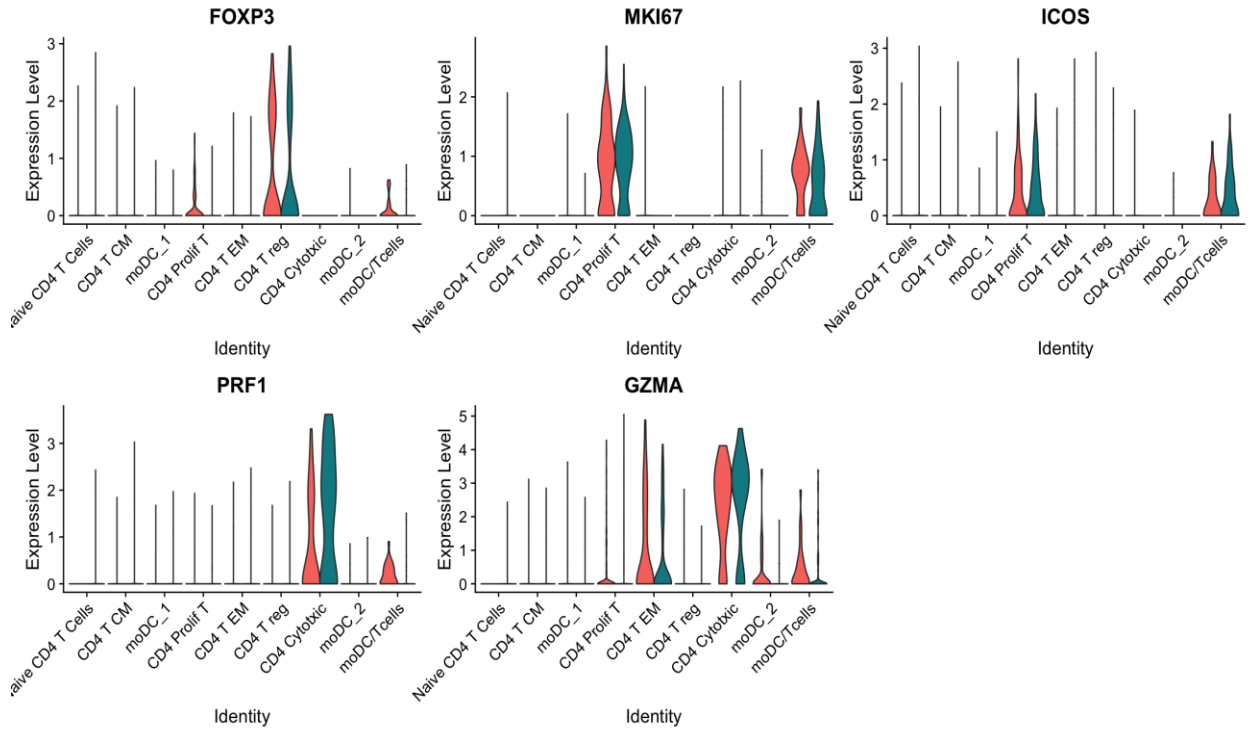 FOXP3
MKI67
ICOS
Expression Level
3
2
1
0
Expression Level
2
1
0
Expression Level
3
2
1
0
aive CD4 T Cells
CD4 T CM
moDC_1
CD4 Prolif T
CD4 T EM
CD4 T reg
CD4 Cytotxic
moDC_2
moDC/Tcells
Naive CD4 T Cells
CD4 T CM
moDC_1
CD4 Prolif T
CD4 T EM
CD4 T reg
CD4 Cytotxic
moDC_2
moDC/Tcells
Naive CD4 T Cells
CD4 T CM
moDC_1
CD4 Prolif T
CD4 T EM
CD4 T reg
CD4 Cytotxic
moDC_2
moDC/Tcells
Identity
Identity
Identity
PRF1
GZMA
Expression Level
3
2
1
0
Expression Level
5
4
3
2
1
0
aive CD4 T Cells
CD4 T CM
moDC_1
CD4 Prolif T
CD4 T EM
CD4 T reg
CD4 Cytotxic
moDC_2
moDC/Tcells
Naive CD4 T Cells
CD4 T CM
moDC_1
CD4 Prolif T
CD4 T EM
CD4 T reg
CD4 Cytotxic
moDC_2
moDC/Tcells
Identity
Identity